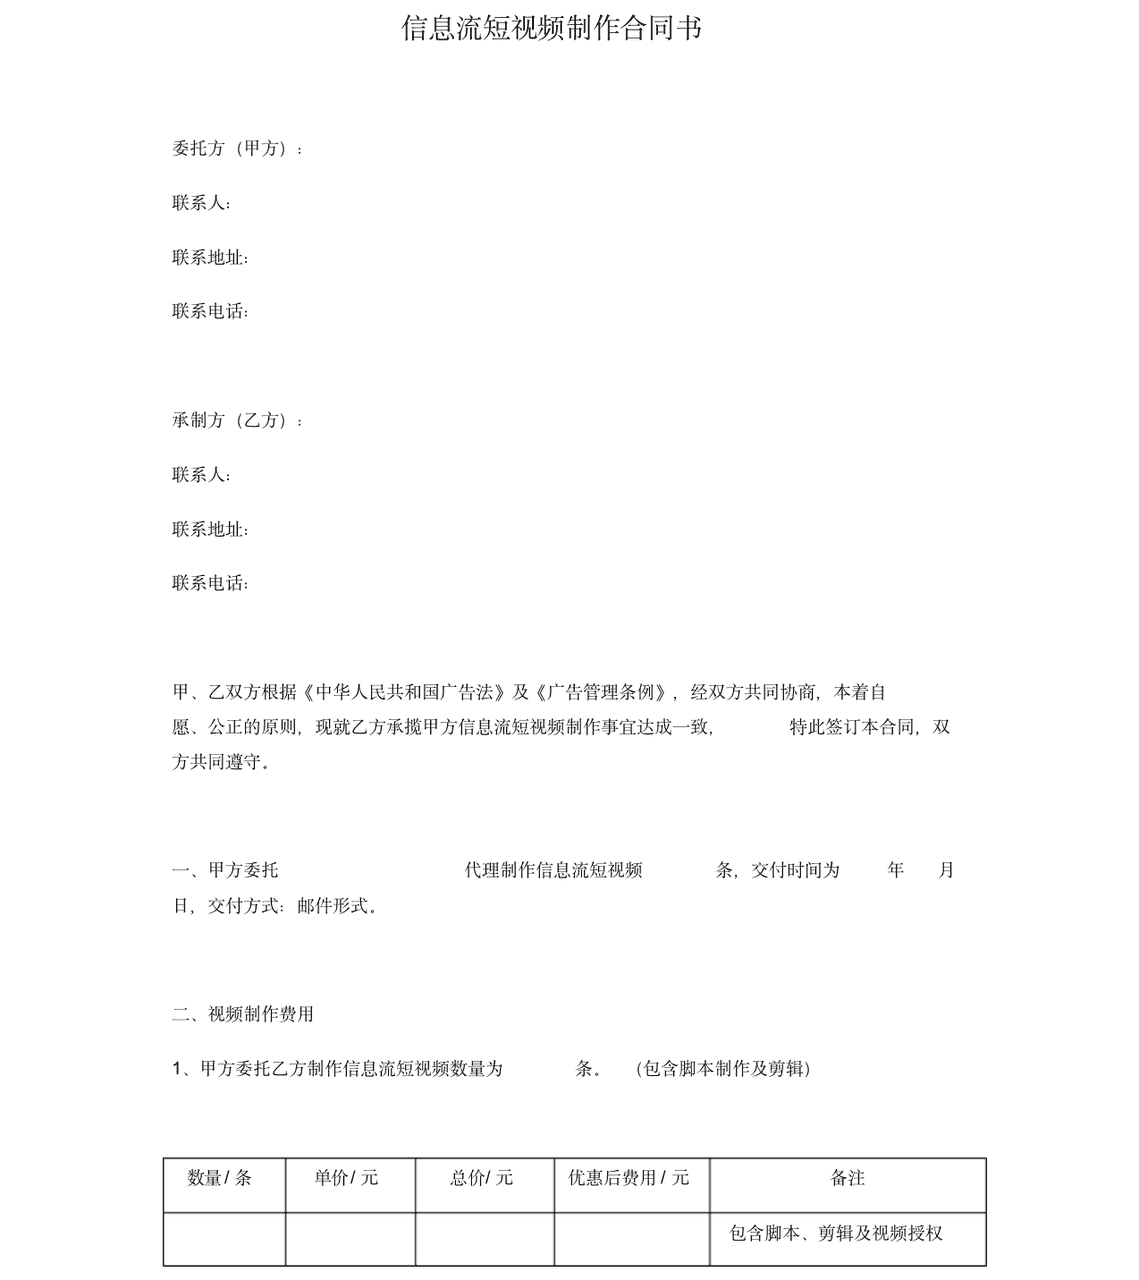 信息流短视频制作合同书
委托方（甲方）：
联系人:
联系地址:
联系电话:
承制方（乙方）：
联系人:
联系地址:
联系电话:
甲、乙双方根据《中华人民共和国广告法》及《广告管理条例》，经双方共同协商，本着自
愿、公正的原则，现就乙方承揽甲方信息流短视频制作事宜达成一致， 特此签订本合同，双
方共同遵守。
一、甲方委托 代理制作信息流短视频 条，交付时间为 年 月
日，交付方式：邮件形式。
二、视频制作费用
1、甲方委托乙方制作信息流短视频数量为 条。 （包含脚本制作及剪辑）
数量/ 条 单价/ 元 总价/ 元 优惠后费用 / 元 备注
包含脚本、剪辑及视频授权